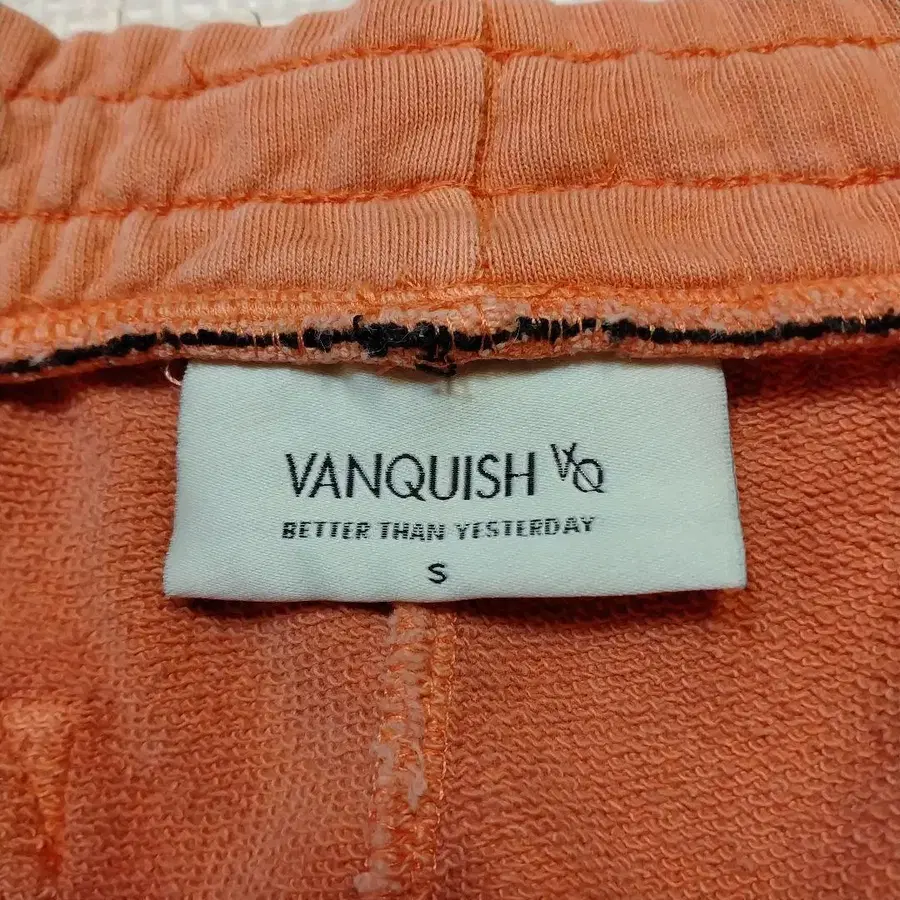 VANQUISH VQ
BETTER THAN YESTERDAY
S